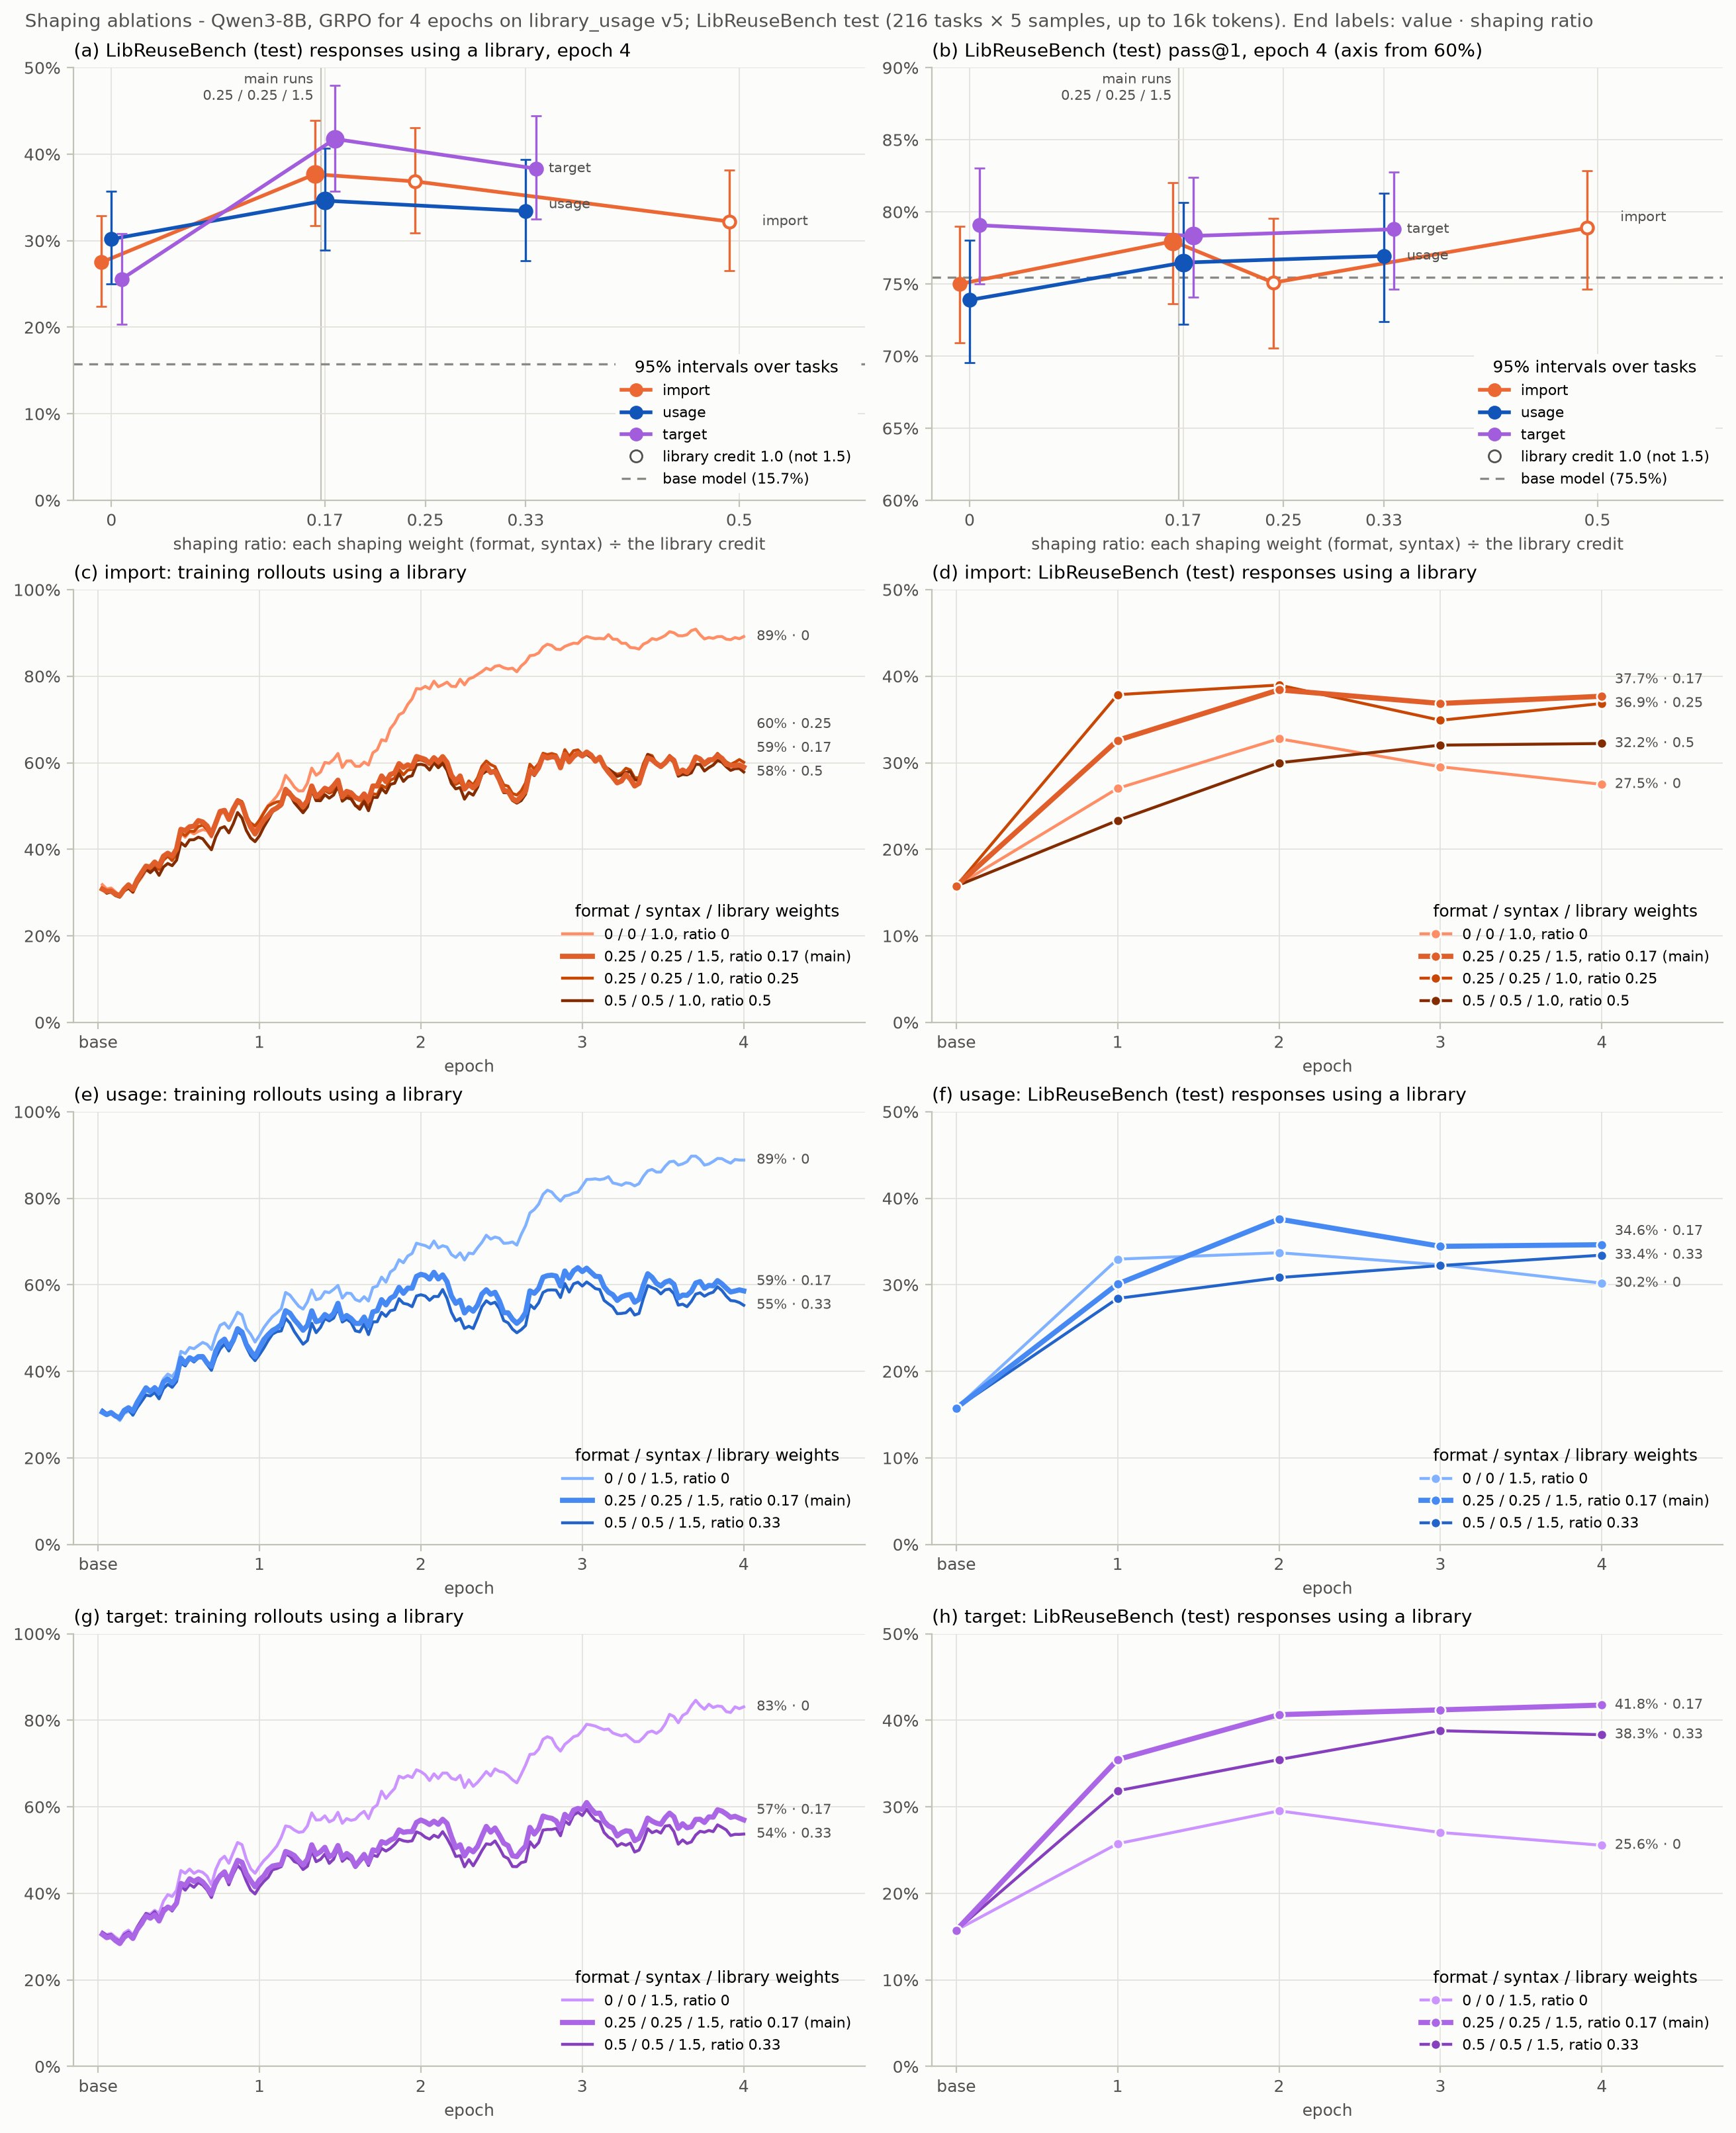 Shaping ablations - Qwen3-8B, GRPO for 4 epochs on library_usage v5; LibReuseBench test (216 tasks × 5 samples, up to 16k tokens). End labels: value · shaping ratio
(a) LibReuseBench (test) responses using a library, epoch 4
50%
40%
30%
20%
10%
0%
main runs
0.25 / 0.25 / 1.5
target
usage
import
95% intervals over tasks
import
usage
target
library credit 1.0 (not 1.5)
base model (15.7%)
0
0.17
0.25
0.33
0.5
shaping ratio: each shaping weight (format, syntax) ÷ the library credit
(b) LibReuseBench (test) pass@1, epoch 4 (axis from 60%)
90%
85%
80%
75%
70%
65%
60%
main runs
0.25 / 0.25 / 1.5
import
target
usage
95% intervals over tasks
import
usage
target
library credit 1.0 (not 1.5)
base model (75.5%)
0
0.17
0.25
0.33
0.5
shaping ratio: each shaping weight (format, syntax) ÷ the library credit
(c) import: training rollouts using a library
100%
80%
60%
40%
20%
0%
89% · 0
60% · 0.25
59% · 0.17
58% · 0.5
format / syntax / library weights
0 / 0 / 1.0, ratio 0
0.25 / 0.25 / 1.5, ratio 0.17 (main)
0.25 / 0.25 / 1.0, ratio 0.25
0.5 / 0.5 / 1.0, ratio 0.5
base
1
2
3
4
epoch
(d) import: LibReuseBench (test) responses using a library
50%
40%
30%
20%
10%
0%
37.7% · 0.17
36.9% · 0.25
32.2% · 0.5
27.5% · 0
format / syntax / library weights
0 / 0 / 1.0, ratio 0
0.25 / 0.25 / 1.5, ratio 0.17 (main)
0.25 / 0.25 / 1.0, ratio 0.25
0.5 / 0.5 / 1.0, ratio 0.5
base
1
2
3
4
epoch
(e) usage: training rollouts using a library
100%
80%
60%
40%
20%
0%
89% · 0
59% · 0.17
55% · 0.33
format / syntax / library weights
0 / 0 / 1.5, ratio 0
0.25 / 0.25 / 1.5, ratio 0.17 (main)
0.5 / 0.5 / 1.5, ratio 0.33
base
1
2
3
4
epoch
(f) usage: LibReuseBench (test) responses using a library
50%
40%
30%
20%
10%
0%
34.6% · 0.17
33.4% · 0.33
30.2% · 0
format / syntax / library weights
0 / 0 / 1.5, ratio 0
0.25 / 0.25 / 1.5, ratio 0.17 (main)
0.5 / 0.5 / 1.5, ratio 0.33
base
1
2
3
4
epoch
(g) target: training rollouts using a library
100%
80%
60%
40%
20%
0%
83% · 0
57% · 0.17
54% · 0.33
format / syntax / library weights
0 / 0 / 1.5, ratio 0
0.25 / 0.25 / 1.5, ratio 0.17 (main)
0.5 / 0.5 / 1.5, ratio 0.33
base
1
2
3
4
epoch
(h) target: LibReuseBench (test) responses using a library
50%
40%
30%
20%
10%
0%
41.8% · 0.17
38.3% · 0.33
25.6% · 0
format / syntax / library weights
0 / 0 / 1.5, ratio 0
0.25 / 0.25 / 1.5, ratio 0.17 (main)
0.5 / 0.5 / 1.5, ratio 0.33
base
1
2
3
4
epoch